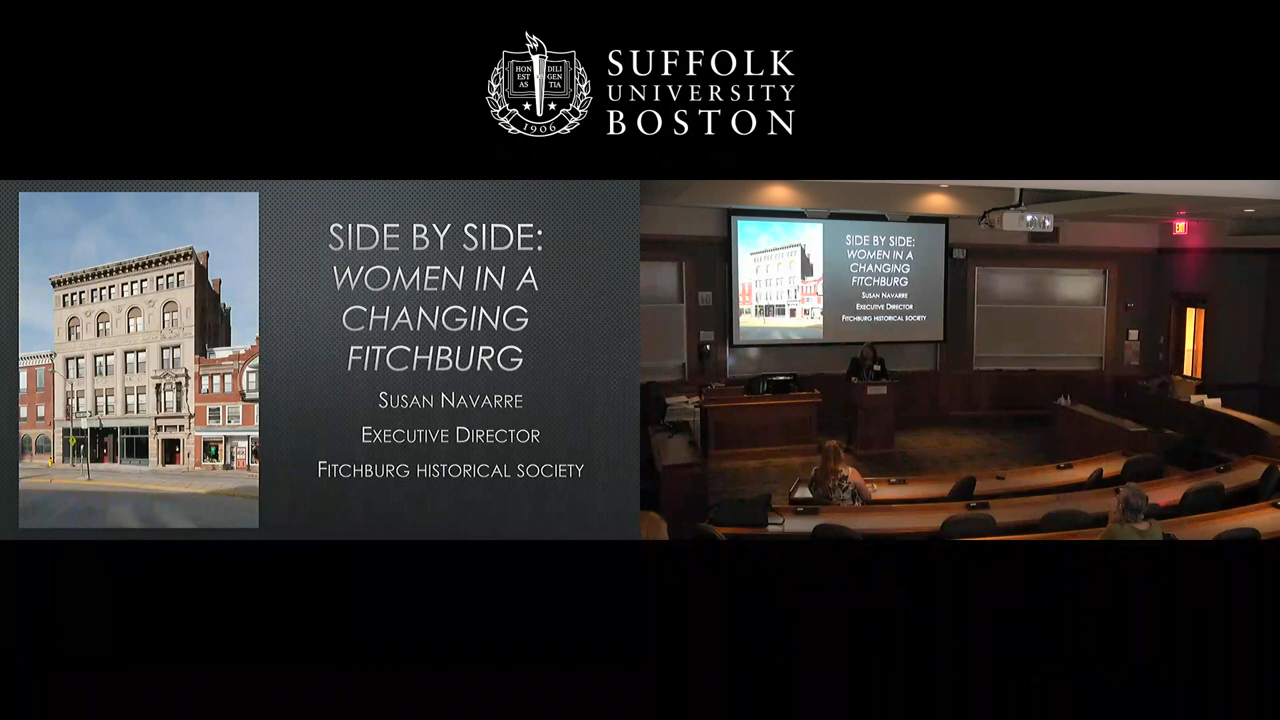 HON DILI
EST GEN
AS TIA
1906
SUFFOLK
UNIVERSITY
BOSTON
SIDE BY SIDE:
WOMEN IN A
CHANGING
FITCHBURG
SUSAN NAVARRE
EXECUTIVE DIRECTOR
FITCHBURG HISTORICAL SOCIETY
SIDE BY SIDE:
WOMEN IN A
CHANGING
FITCHBURG
SUSAN NAVARRE
EXECUTIVE DIRECTOR
FITCHBURG HISTORICAL SOCIETY
EXIT